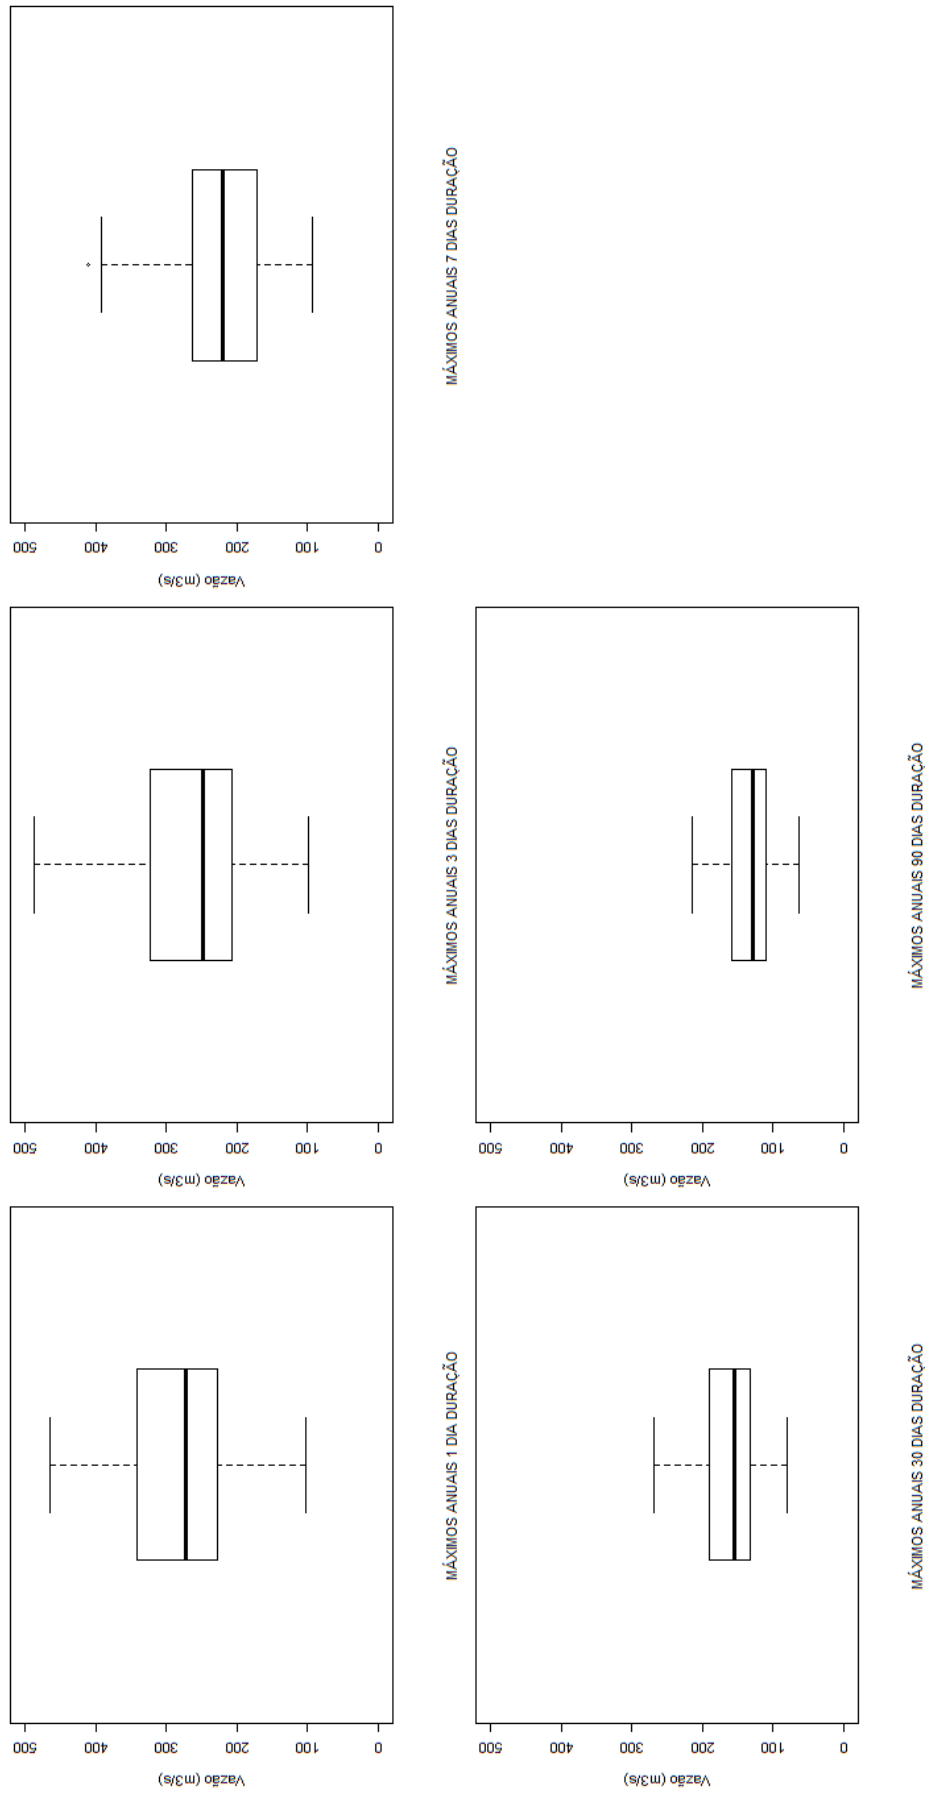 Vazão (m3/s)
0 100 200 300 400 500
MÁXIMOS ANUAIS 1 DIA DURAÇÃO
Vazão (m3/s)
0 100 200 300 400 500
MÁXIMOS ANUAIS 3 DIAS DURAÇÃO
Vazão (m3/s)
0 100 200 300 400 500
MÁXIMOS ANUAIS 7 DIAS DURAÇÃO
Vazão (m3/s)
0 100 200 300 400 500
MÁXIMOS ANUAIS 30 DIAS DURAÇÃO
Vazão (m3/s)
0 100 200 300 400 500
MÁXIMOS ANUAIS 90 DIAS DURAÇÃO